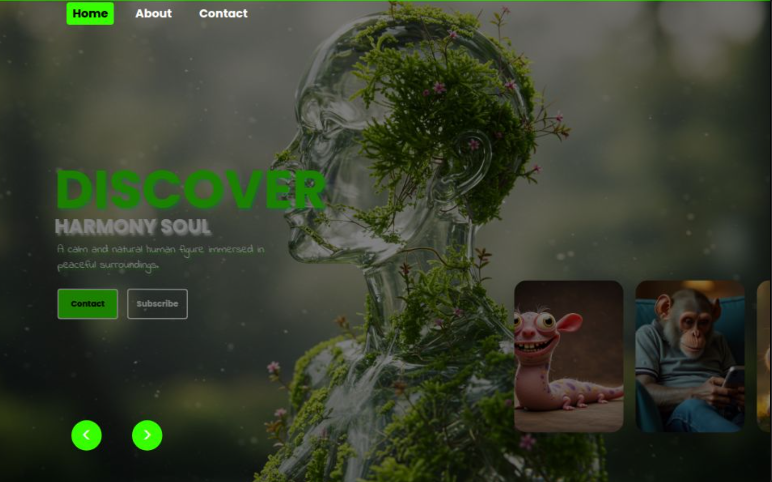 Home About Contact
DISCOVER
HARMONY SOUL
A calm and natural human figure immersed in
peaceful surroundings.
Contact Subscribe